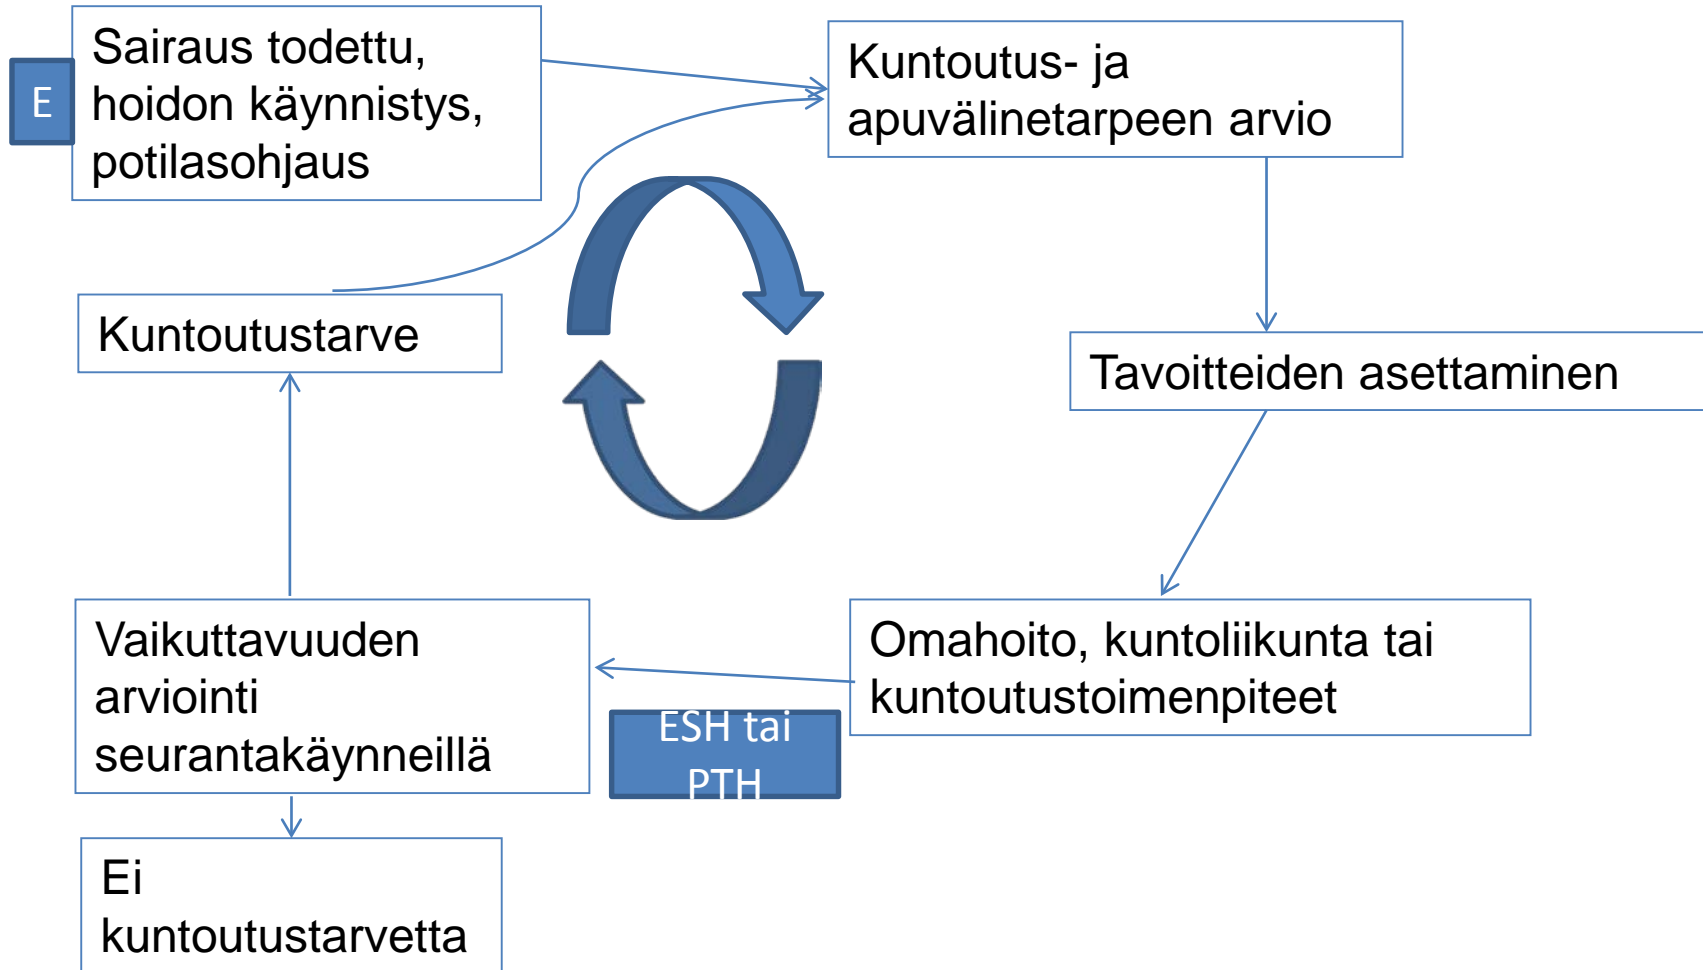 E
Sairaus todettu,
hoidon käynnistys,
potilasohjaus
Kuntoutus- ja
apuvälinetarpeen arvio
Kuntoutustarve
Tavoitteiden asettaminen
Vaikuttavuuden
arviointi
seurantakäynneillä
Omahoito, kuntoliikunta tai
kuntoutustoimenpiteet
ESH tai
PTH
Ei
kuntoutustarvetta